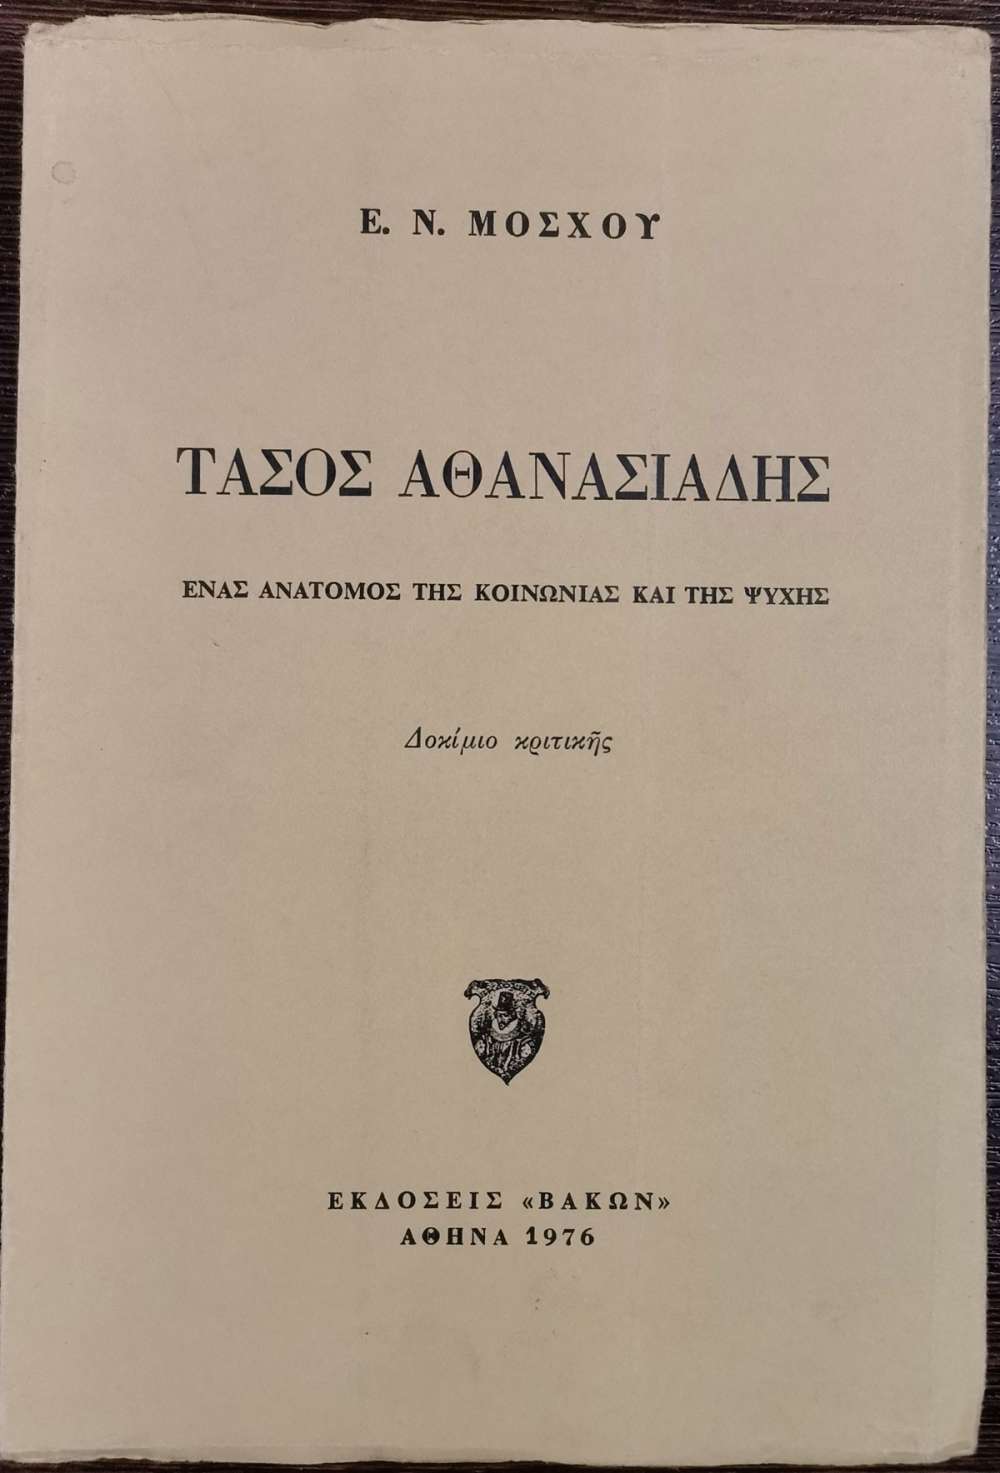 Ε. Ν. ΜΟΣΧΟΥ
ΤΑΣΟΣ ΑΘΑΝΑΣΙΑΔΗΣ
ΕΝΑΣ ΑΝΑΤΟΜΟΣ ΤΗΣ ΚΟΙΝΩΝΙΑΣ ΚΑΙ ΤΗΣ ΨΥΧΗΣ
Δοκίμιο κριτικῆς
ΕΚΔΟΣΕΙΣ «ΒΑΚΩΝ»
ΑΘΗΝΑ 1976